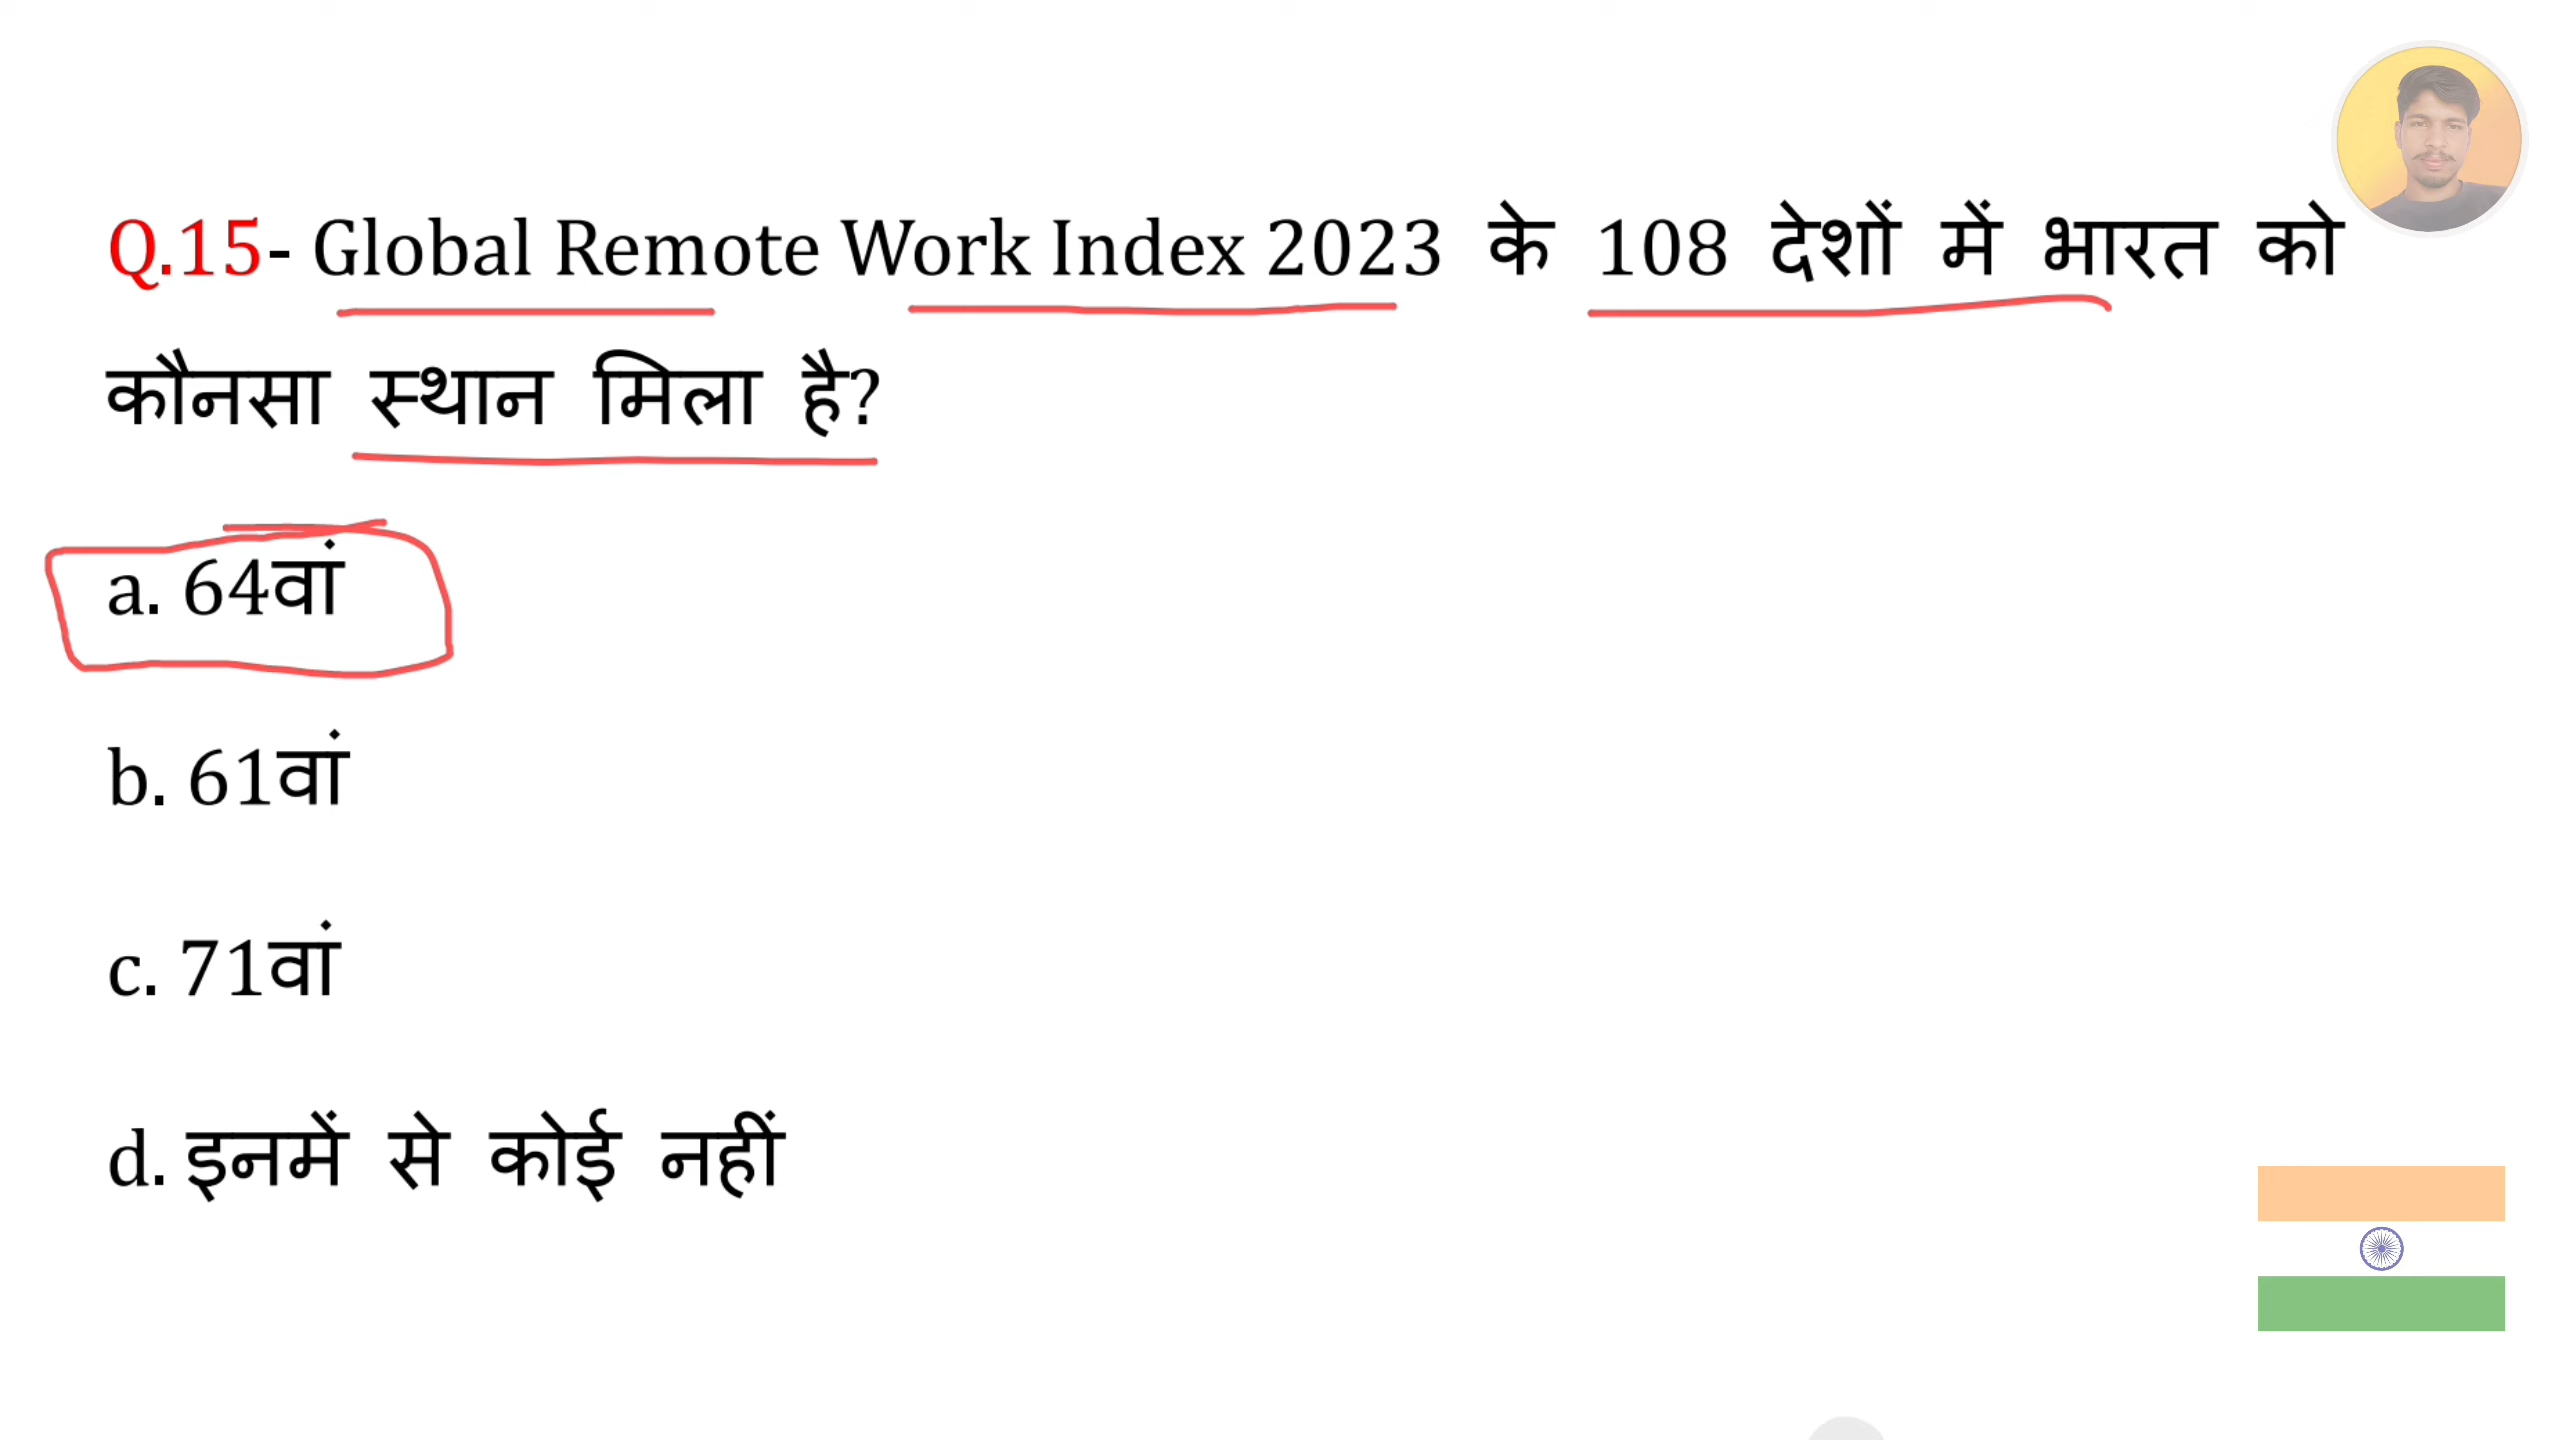 Q.15- Global Remote Work Index 2023 के 108 देशों में भारत को
कौनसा स्थान मिला है?
a. 64वां
b. 61वां
c. 71वां
d. इनमें से कोई नहीं